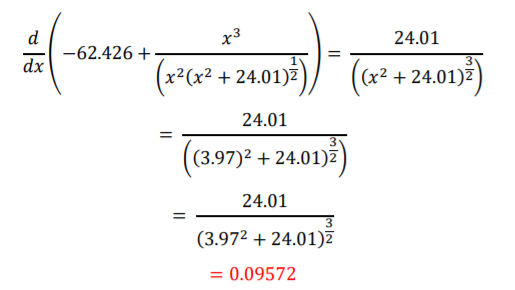 d/dx(−62.426 + x³/(x²(x² + 24.01)^(1/2))) = 24.01/((x² + 24.01)^(3/2))
= 24.01/((3.97)² + 24.01)^(3/2))
= 24.01/(3.97² + 24.01)^(3/2)
= 0.09572